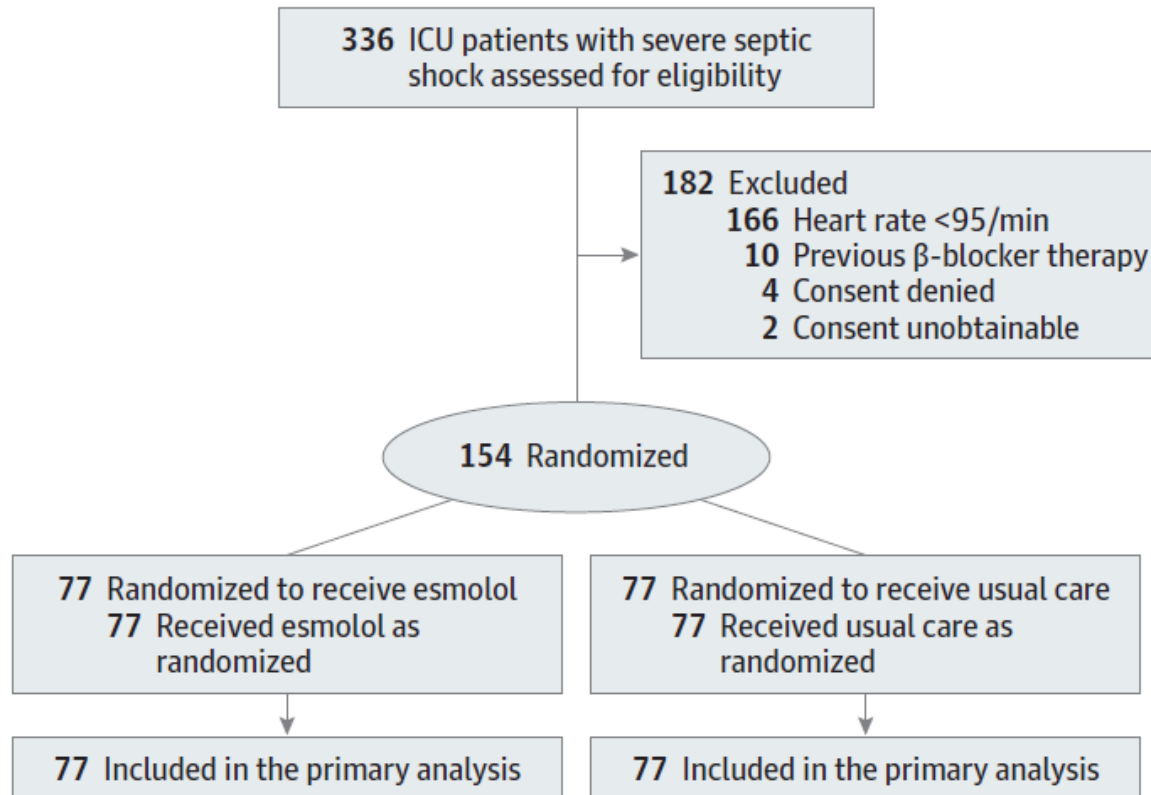 336 ICU patients with severe septic
shock assessed for eligibility
182 Excluded
166 Heart rate <95/min
10 Previous β-blocker therapy
4 Consent denied
2 Consent unobtainable
154 Randomized
77 Randomized to receive esmolol
77 Received esmolol as
randomized
77 Randomized to receive usual care
77 Received usual care as
randomized
77 Included in the primary analysis
77 Included in the primary analysis